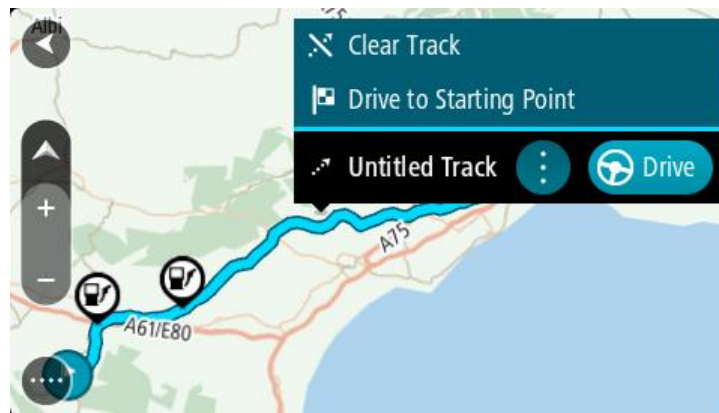 Albi
Clear Track
Drive to Starting Point
Untitled Track
Drive
A75
A61/E80